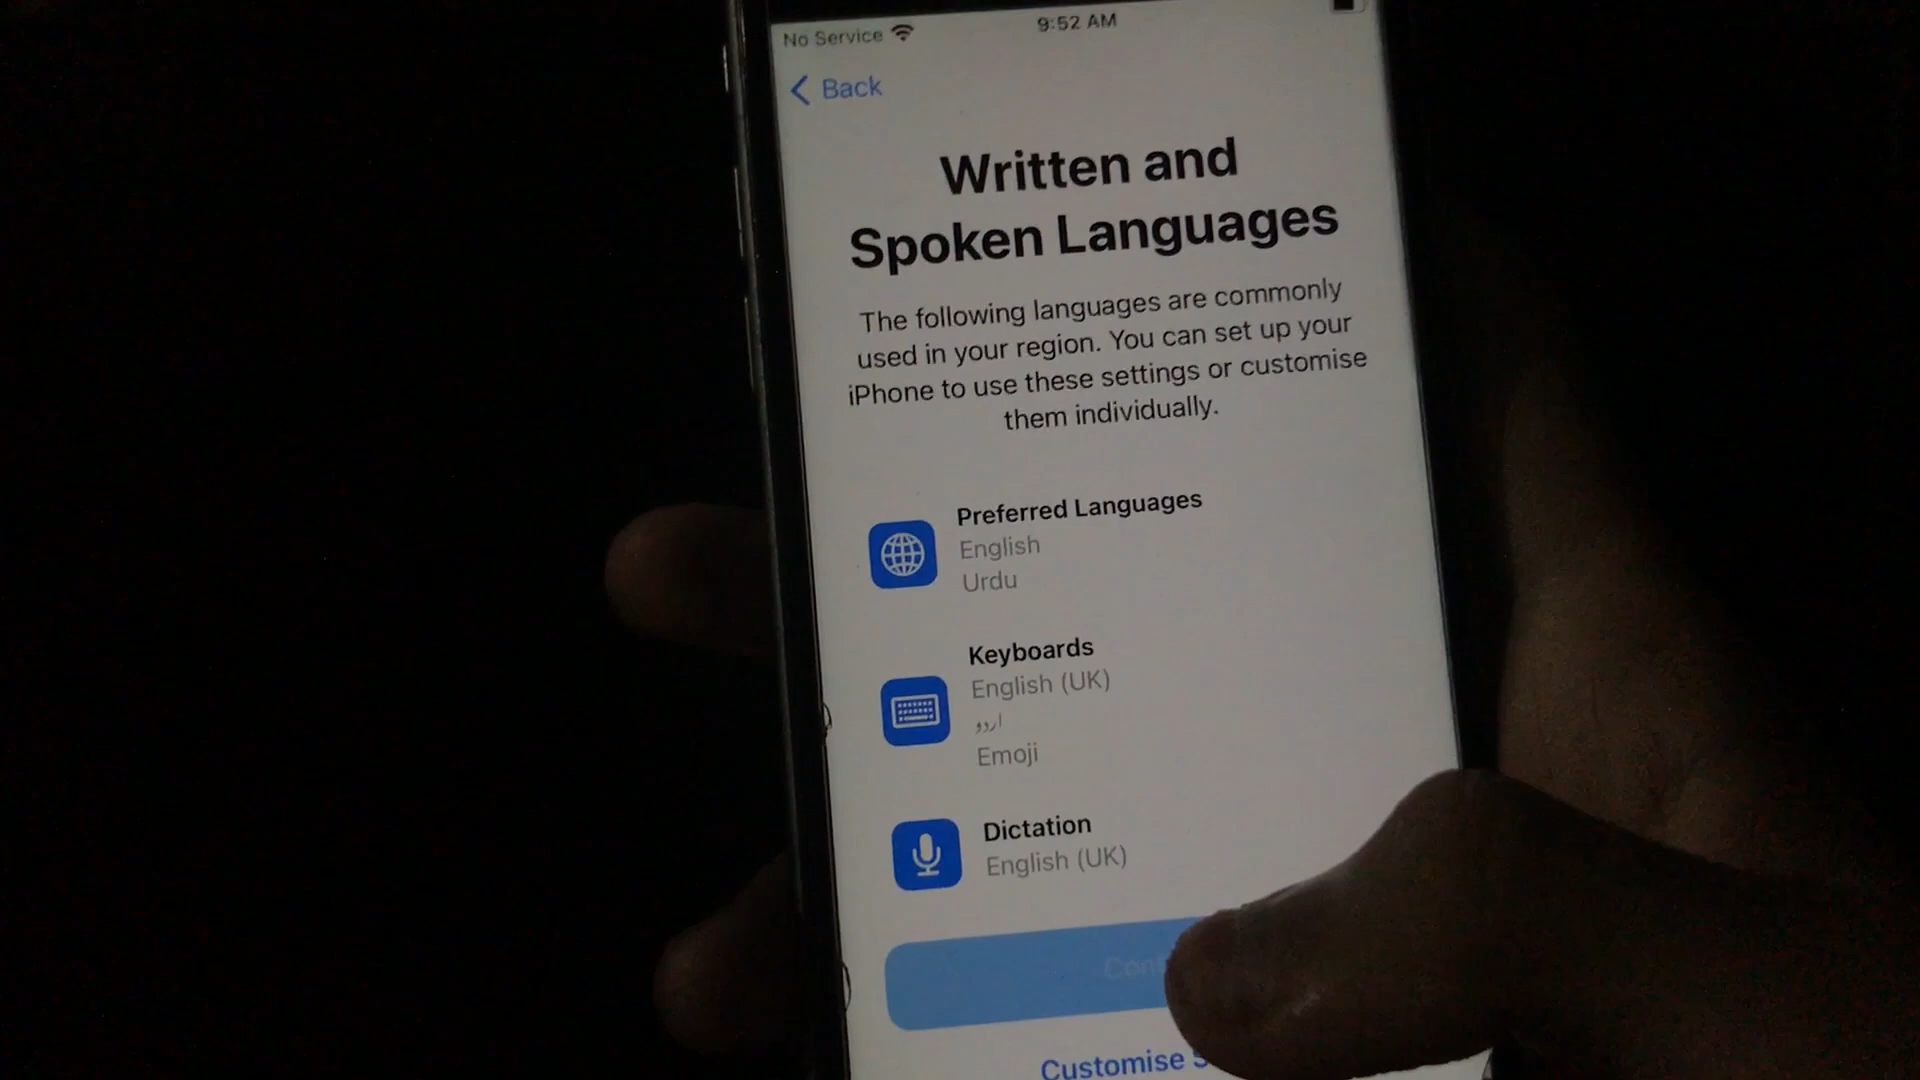 No Service
9:52 AM
Back
Written and
Spoken Languages
The following languages are commonly
used in your region. You can set up your
iPhone to use these settings or customise
them individually.
Preferred Languages
English
Urdu
Keyboards
English (UK)
اردو
Emoji
Dictation
English (UK)
Customise